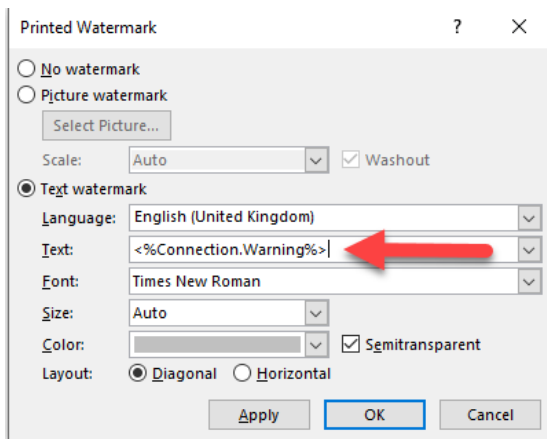 Printed Watermark ? ×
No watermark
Picture watermark
Select Picture...
Scale: Auto Washout
Text watermark
Language: English (United Kingdom)
Text: <%Connection.Warning%>
Font: Times New Roman
Size: Auto
Color: Semitransparent
Layout: Diagonal Horizontal
Apply OK Cancel